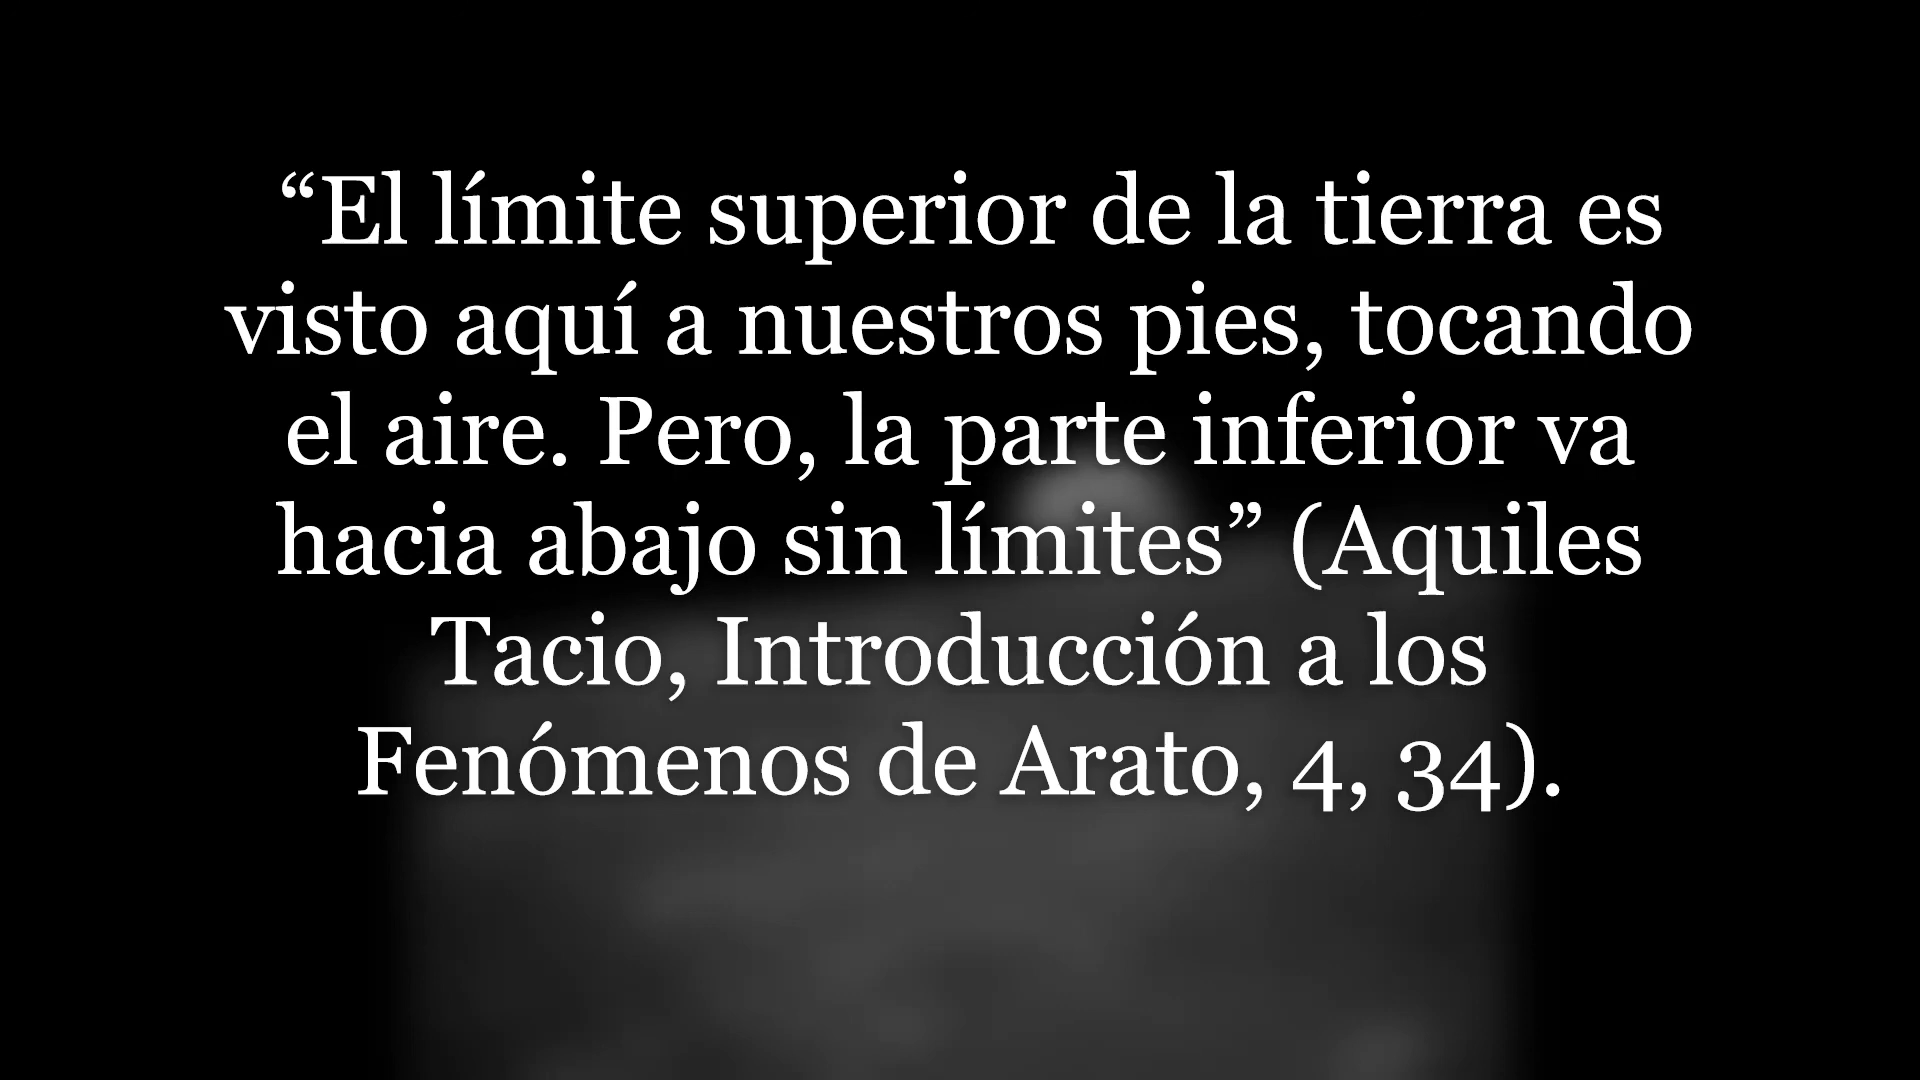 “El límite superior de la tierra es
visto aquí a nuestros pies, tocando
el aire. Pero, la parte inferior va
hacia abajo sin límites” (Aquiles
Tacio, Introducción a los
Fenómenos de Arato, 4, 34).